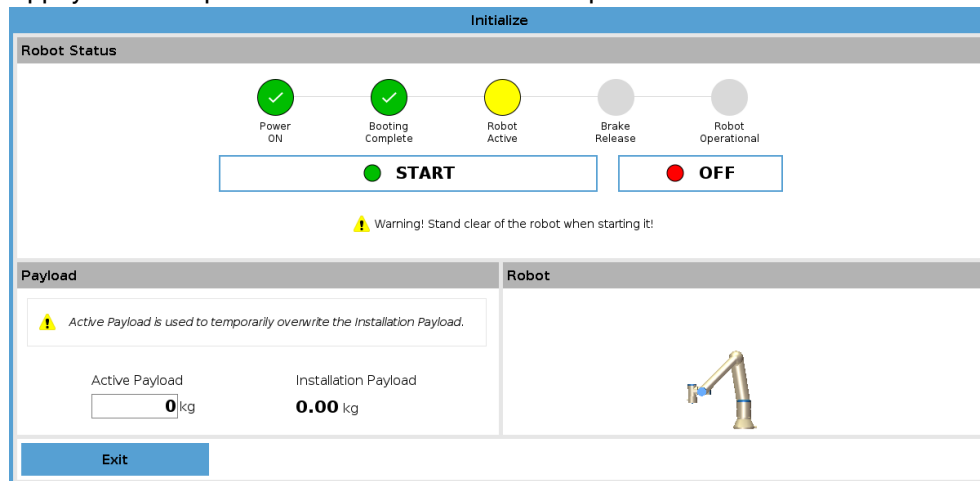 Initialize
Robot Status
Power
ON
Booting
Complete
Robot
Active
Brake
Release
Robot
Operational
START
OFF
Warning! Stand clear of the robot when starting it!
Payload
Robot
Active Payload is used to temporarily overwrite the Installation Payload.
Active Payload
Installation Payload
0 kg
0.00 kg
Exit